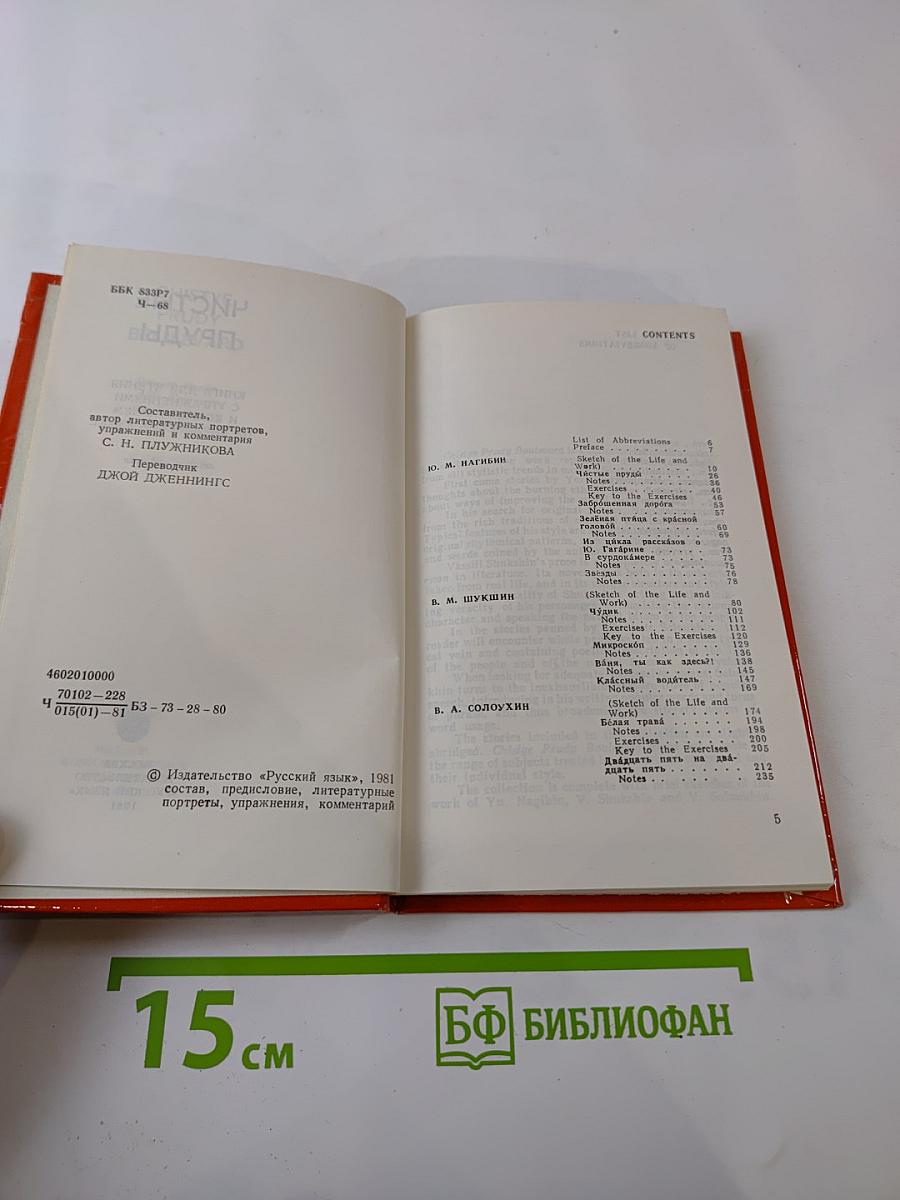 ББК 833Р7
Ч—68
Составитель,
автор литературных портретов,
упражнений и комментария
С. Н. ПЛУЖНИКОВА
Переводчик
ДЖОЙ ДЖЕННИНГС
4602010000
Ч 70102—228
015(01)—81 БЗ—73—28—80
© Издательство «Русский язык», 1981
состав, предисловие, литературные
портреты, упражнения, комментарий
CONTENTS
List of Abbreviations 6
Preface . . . . . . . . . 7
Ю. М. НАГИБИН Sketch of the Life and
Work) . . . . . . . . 10
Чи́стые пруды́ . . . . . 26
Notes . . . . . . . . 36
Exercises . . . . . . . 40
Key to the Exercises 46
Забро́шенная доро́га . . 53
Notes . . . . . . . . 57
Зелёная пти́ца с кра́сной
голово́й . . . . . . . . 60
Notes . . . . . . . . 69
Из ци́кла расска́зов о
Ю. Гага́рине . . . . . . 73
В сурдока́мере . . . . . 73
Notes . . . . . . . . 75
Звёзды . . . . . . . . 76
Notes . . . . . . . . 78
В. М. ШУКШИН (Sketch of the Life and
Work) . . . . . . . . 80
Чу́дик . . . . . . . . . 102
Notes . . . . . . . . 111
Exercises . . . . . . . 112
Key to the Exercises 120
Микроско́п . . . . . . . 129
Notes . . . . . . . . 136
Ва́ня, ты как здесь?! 138
Notes . . . . . . . . 145
Кла́ссный води́тель . . 147
Notes . . . . . . . . 169
В. А. СОЛОУХИН (Sketch of the Life and
Work) . . . . . . . . 174
Бе́лая трава́ . . . . . . 194
Notes . . . . . . . . 198
Exercises . . . . . . . 200
Key to the Exercises 205
Два́дцать пять на два́-
дцать пять . . . . . . . 212
Notes . . . . . . . . 235
5
15 см
БФ БИБЛИОФАН